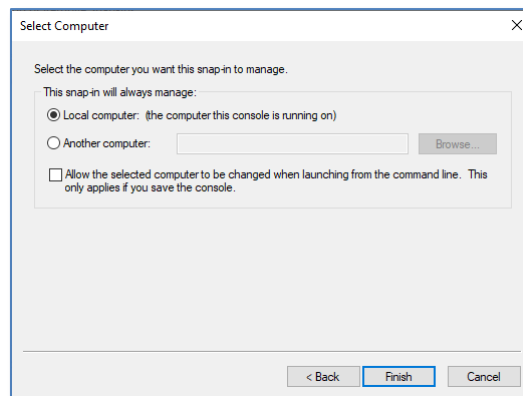 Select Computer
Select the computer you want this snap-in to manage.
This snap-in will always manage:
Local computer: (the computer this console is running on)
Another computer:
Browse...
Allow the selected computer to be changed when launching from the command line. This
only applies if you save the console.
< Back
Finish
Cancel